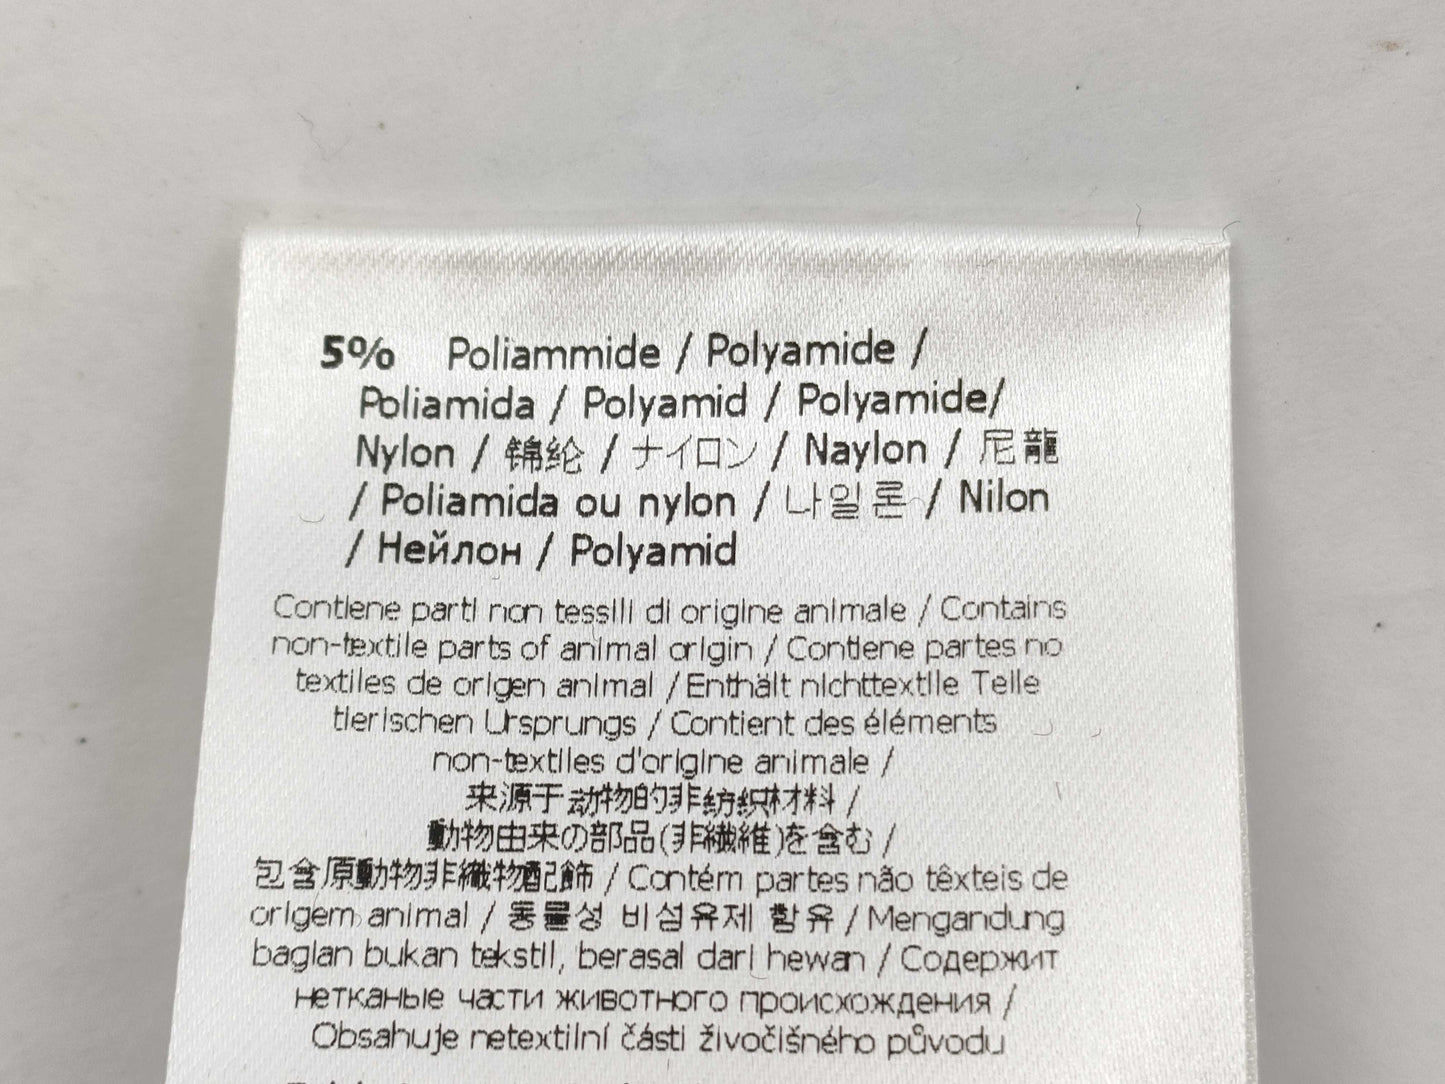 5% Poliammide / Polyamide /
Poliamida / Polyamid / Polyamide/
Nylon / 锦纶 / ナイロン / Naylon / 尼龍
/ Poliamida ou nylon / 나일론 / Nilon
/ Нейлон / Polyamid
Contiene parti non tessili di origine animale / Contains
non-textile parts of animal origin / Contiene partes no
textiles de origen animal / Enthält nichttextile Teile
tierischen Ursprungs / Contient des éléments
non-textiles d'origine animale /
来源于动物的非纺织材料 /
動物由来の部品(非繊維)を含む /
包含原動物非織物配飾 / Contém partes não têxteis de
origem animal / 동물성 비섬유제 함유 / Mengandung
bagian bukan tekstil, berasal dari hewan / Содержит
нетканые части животного происхождения /
Obsahuje netextilní části živočišného původu